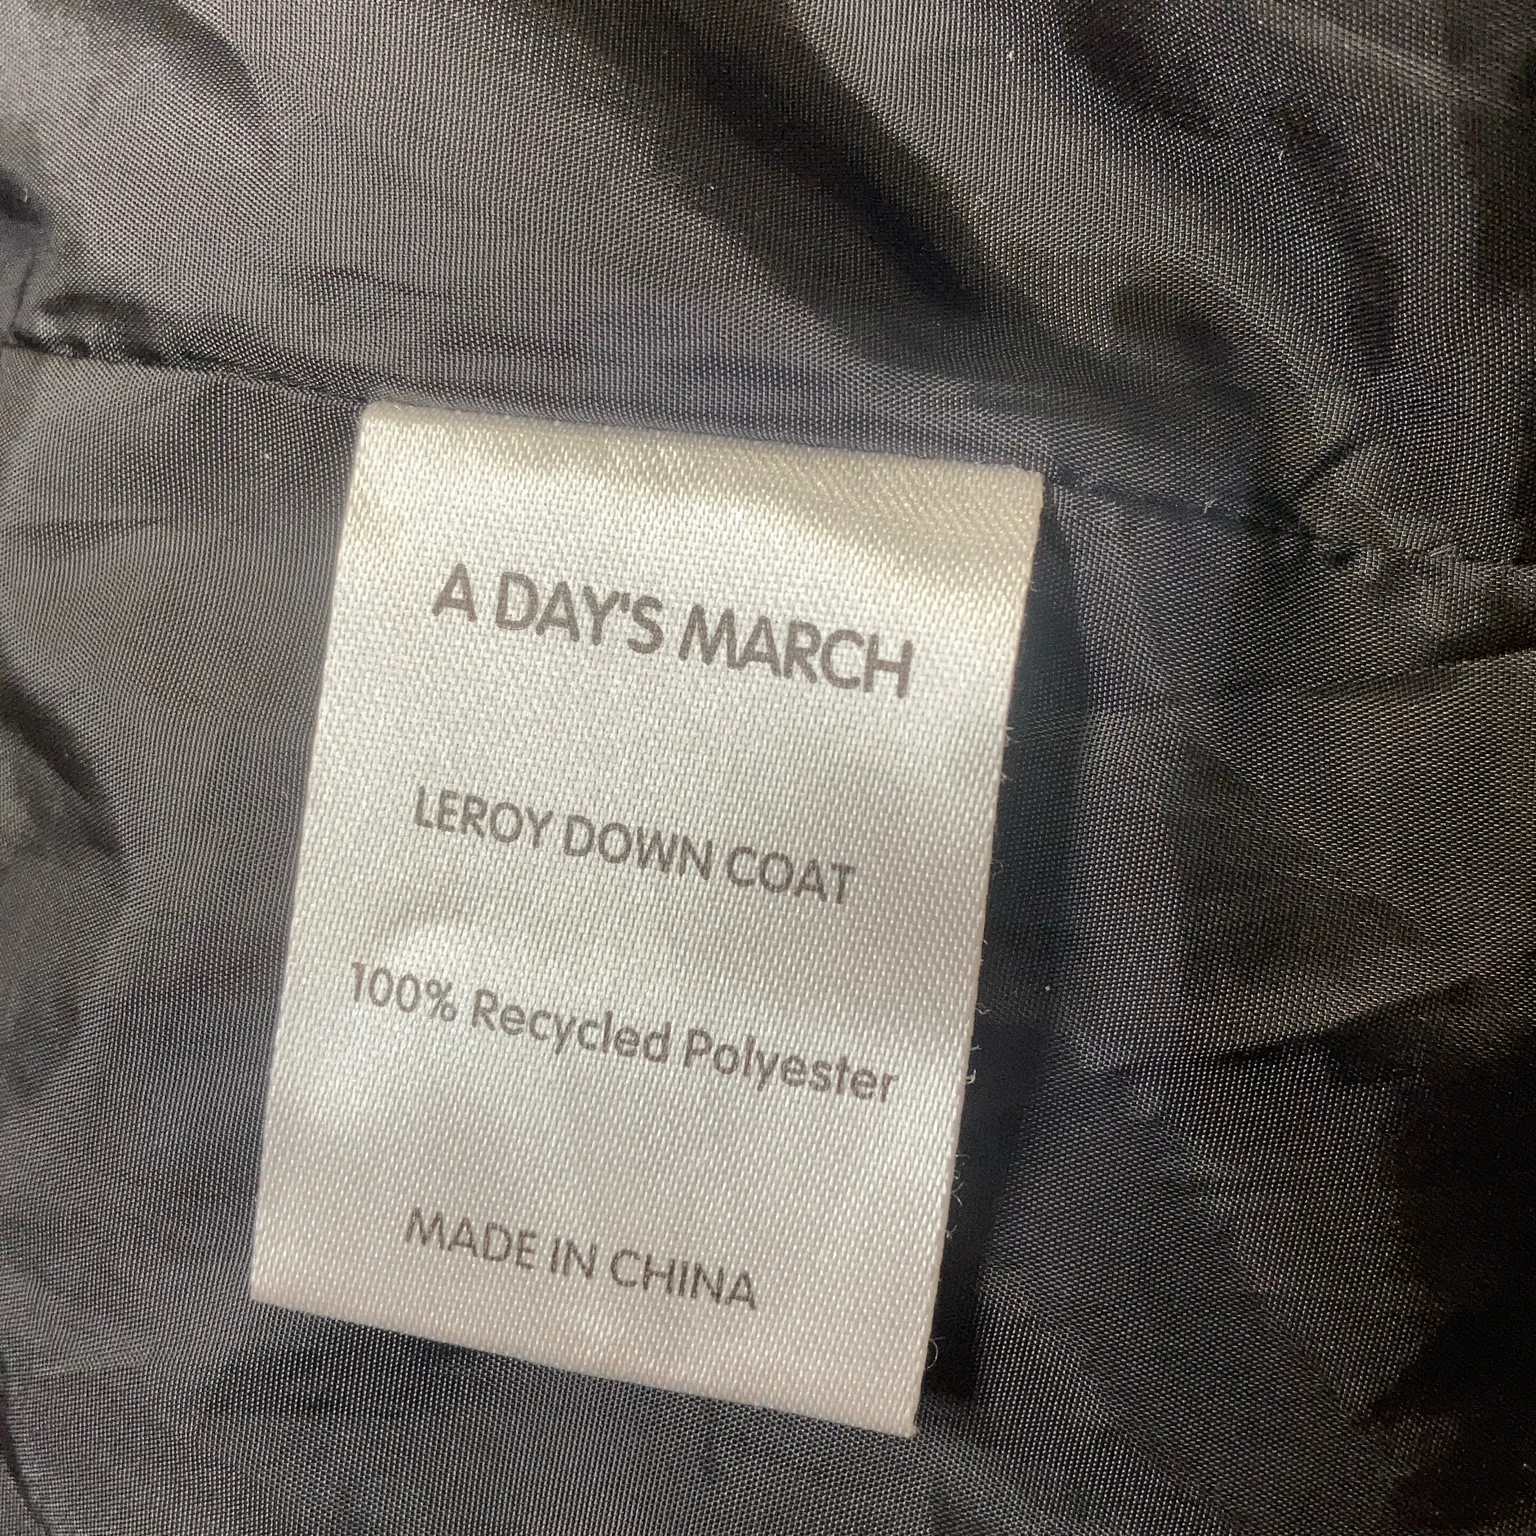 A DAY'S MARCH
LEROY DOWN COAT
100% Recycled Polyester
MADE IN CHINA